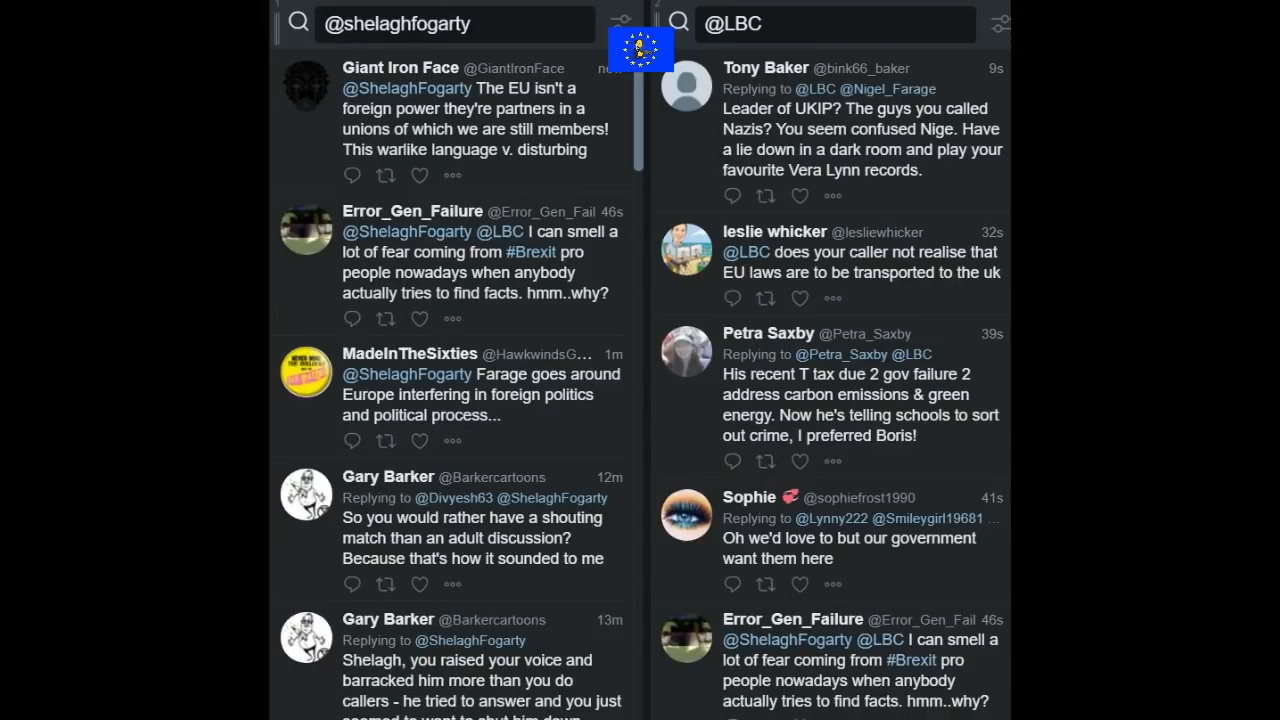 1
@shelaghfogarty
Giant Iron Face @GiantIronFace
@ShelaghFogarty The EU isn't a
foreign power they're partners in a
unions of which we are still members!
This warlike language v. disturbing
Error_Gen_Failure @Error_Gen_Fail 46s
@ShelaghFogarty @LBC I can smell a
lot of fear coming from #Brexit pro
people nowadays when anybody
actually tries to find facts. hmm..why?
MadeInTheSixties @HawkwindsG... 1m
@ShelaghFogarty Farage goes around
Europe interfering in foreign politics
and political process...
Gary Barker @Barkercartoons 12m
Replying to @Divyesh63 @ShelaghFogarty
So you would rather have a shouting
match than an adult discussion?
Because that's how it sounded to me
Gary Barker @Barkercartoons 13m
Replying to @ShelaghFogarty
Shelagh, you raised your voice and
barracked him more than you do
callers - he tried to answer and you just
seemed to want to shut him down
2
@LBC
Tony Baker @bink66_baker 9s
Replying to @LBC @Nigel_Farage
Leader of UKIP? The guys you called
Nazis? You seem confused Nige. Have
a lie down in a dark room and play your
favourite Vera Lynn records.
leslie whicker @lesliewhicker 32s
@LBC does your caller not realise that
EU laws are to be transported to the uk
Petra Saxby @Petra_Saxby 39s
Replying to @Petra_Saxby @LBC
His recent T tax due 2 gov failure 2
address carbon emissions & green
energy. Now he's telling schools to sort
out crime, I preferred Boris!
Sophie 💞 @sophiefrost1990 41s
Replying to @Lynny222 @Smileygirl19681 ...
Oh we'd love to but our government
want them here
Error_Gen_Failure @Error_Gen_Fail 46s
@ShelaghFogarty @LBC I can smell a
lot of fear coming from #Brexit pro
people nowadays when anybody
actually tries to find facts. hmm..why?